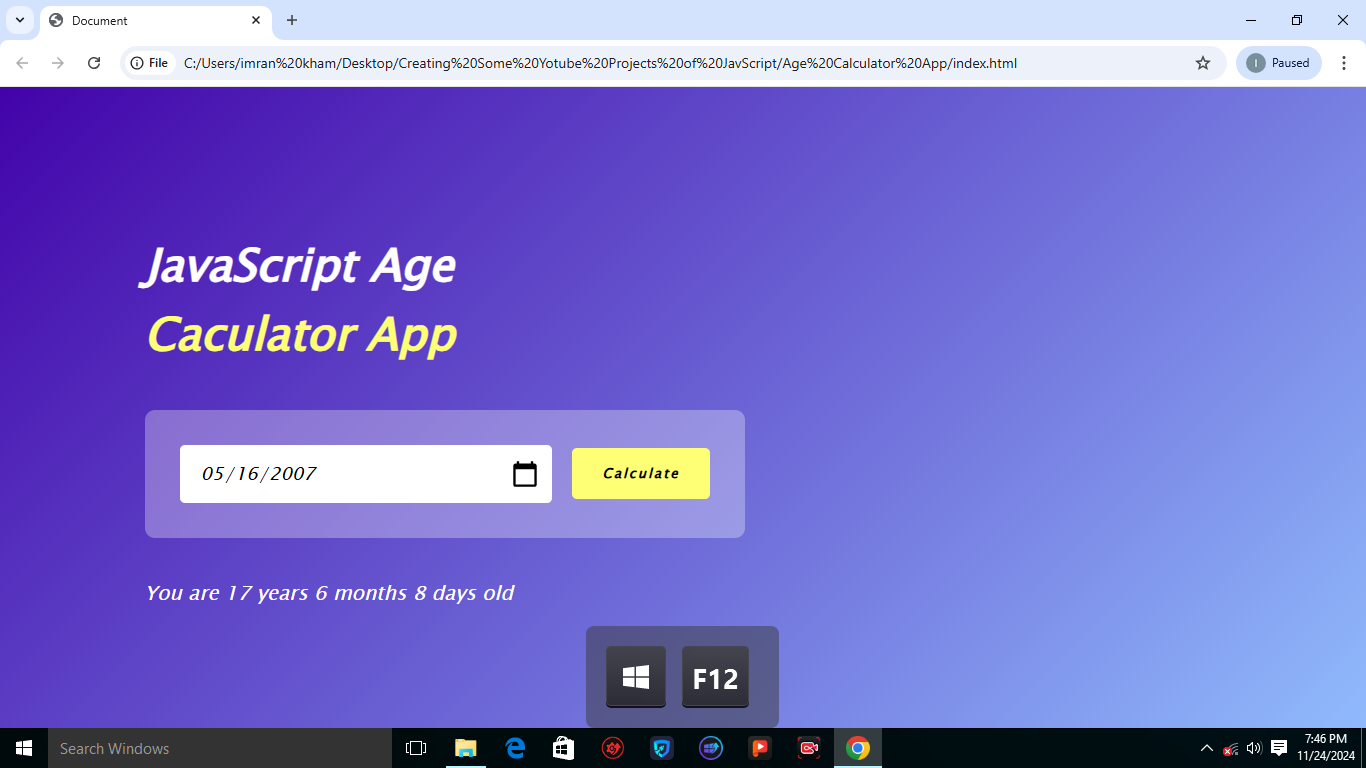 Document
File
C:/Users/imran%20kham/Desktop/Creating%20Some%20Yotube%20Projects%20of%20JavScript/Age%20Calculator%20App/index.html
I
Paused
JavaScript Age
Caculator App
05/16/2007
Calculate
You are 17 years 6 months 8 days old
F12
Search Windows
7:46 PM
11/24/2024